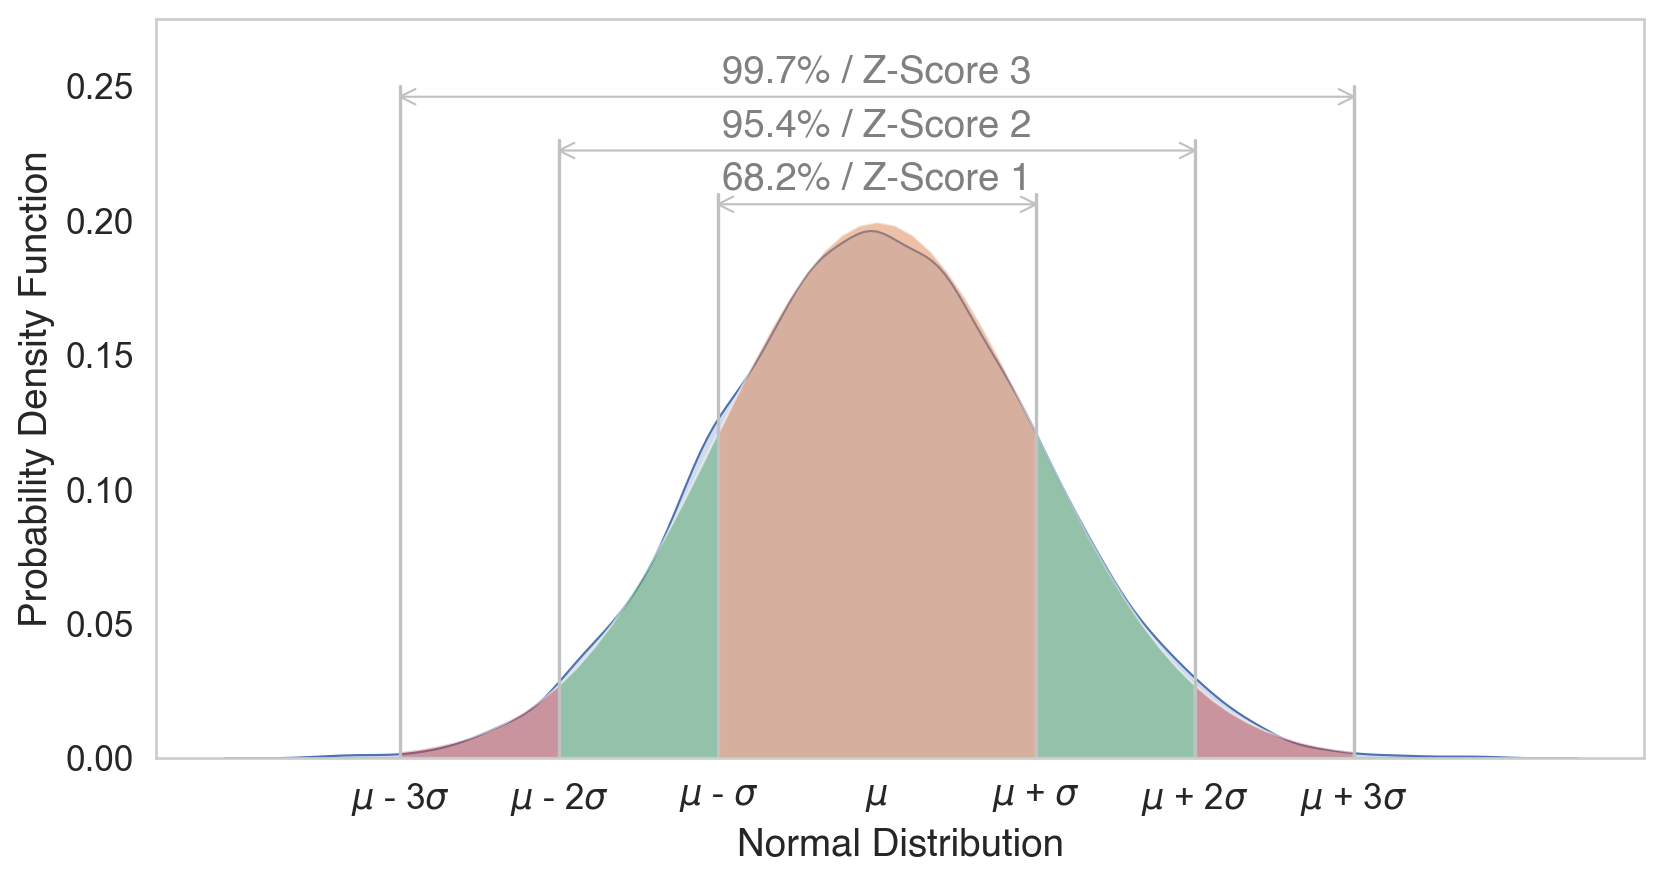 99.7% / Z-Score 3
95.4% / Z-Score 2
68.2% / Z-Score 1
Probability Density Function
0.25
0.20
0.15
0.10
0.05
0.00
μ - 3σ
μ - 2σ
μ - σ
μ
μ + σ
μ + 2σ
μ + 3σ
Normal Distribution